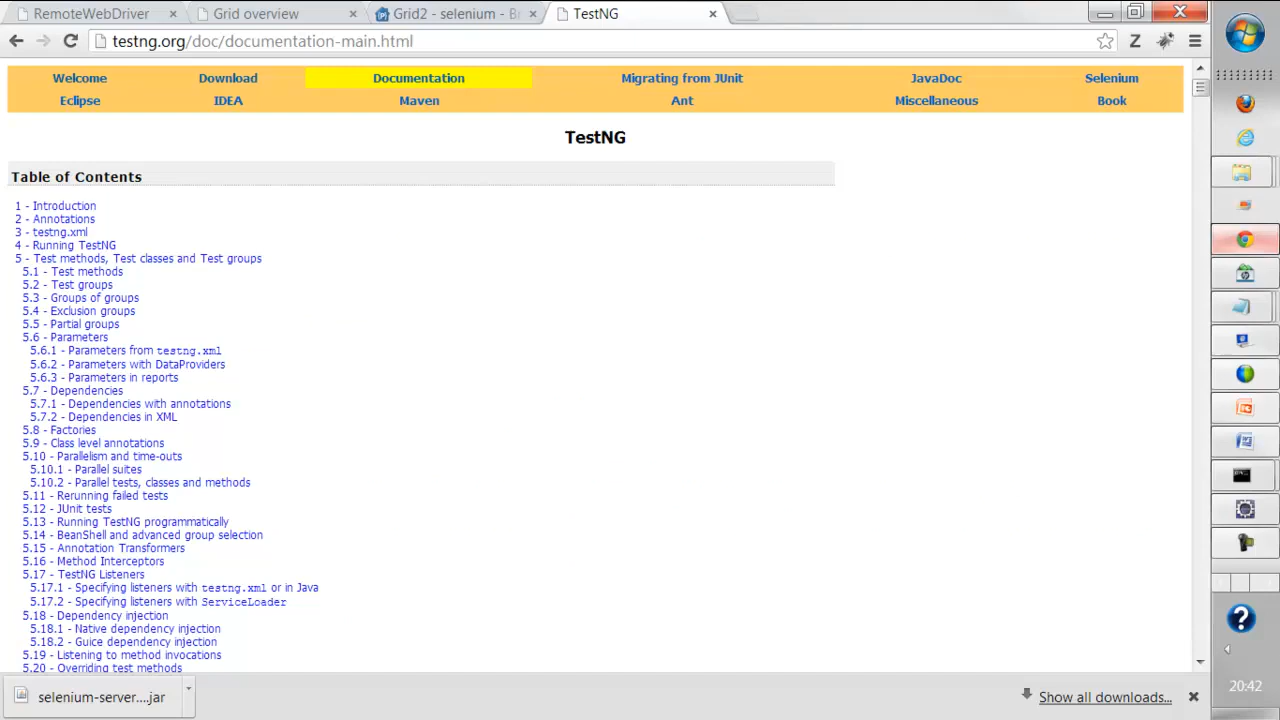 RemoteWebDriver
Grid overview
Grid2 - selenium - Br
TestNG
testng.org/doc/documentation-main.html
Welcome Download Documentation Migrating from JUnit JavaDoc Selenium
Eclipse IDEA Maven Ant Miscellaneous Book
TestNG
Table of Contents
1 - Introduction
2 - Annotations
3 - testng.xml
4 - Running TestNG
5 - Test methods, Test classes and Test groups
5.1 - Test methods
5.2 - Test groups
5.3 - Groups of groups
5.4 - Exclusion groups
5.5 - Partial groups
5.6 - Parameters
5.6.1 - Parameters from testng.xml
5.6.2 - Parameters with DataProviders
5.6.3 - Parameters in reports
5.7 - Dependencies
5.7.1 - Dependencies with annotations
5.7.2 - Dependencies in XML
5.8 - Factories
5.9 - Class level annotations
5.10 - Parallelism and time-outs
5.10.1 - Parallel suites
5.10.2 - Parallel tests, classes and methods
5.11 - Rerunning failed tests
5.12 - JUnit tests
5.13 - Running TestNG programmatically
5.14 - BeanShell and advanced group selection
5.15 - Annotation Transformers
5.16 - Method Interceptors
5.17 - TestNG Listeners
5.17.1 - Specifying listeners with testng.xml or in Java
5.17.2 - Specifying listeners with ServiceLoader
5.18 - Dependency injection
5.18.1 - Native dependency injection
5.18.2 - Guice dependency injection
5.19 - Listening to method invocations
5.20 - Overriding test methods
selenium-server....jar
Show all downloads...
20:42